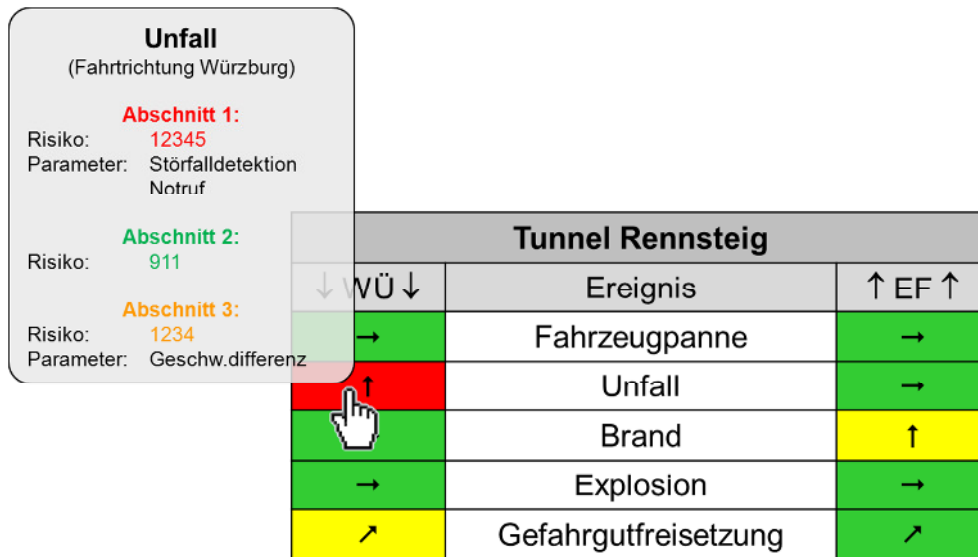 Unfall
(Fahrtrichtung Würzburg)
Abschnitt 1:
Risiko: 12345
Parameter: Störfalldetektion
Notruf
Abschnitt 2:
Risiko: 911
Abschnitt 3:
Risiko: 1234
Parameter: Geschw.differenz
Tunnel Rennsteig
↓ WÜ ↓ Ereignis ↑ EF ↑
→ Fahrzeugpanne →
↑ Unfall →
Brand ↑
→ Explosion →
↗ Gefahrgutfreisetzung ↗